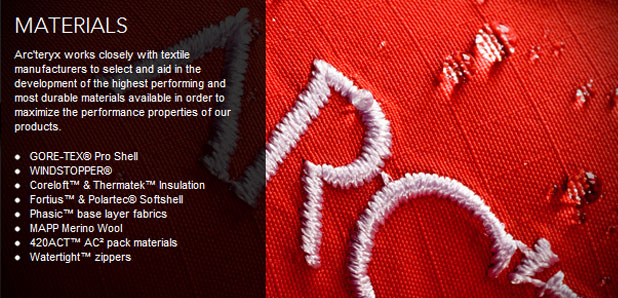 MATERIALS
Arc'teryx works closely with textile
manufacturers to select and aid in the
development of the highest performing and
most durable materials available in order to
maximize the performance properties of our
products.
GORE-TEX® Pro Shell
WINDSTOPPER®
Coreloft™ & Thermatek™ Insulation
Fortius™ & Polartec® Softshell
Phasic™ base layer fabrics
MAPP Merino Wool
420ACT™ AC² pack materials
Watertight™ zippers